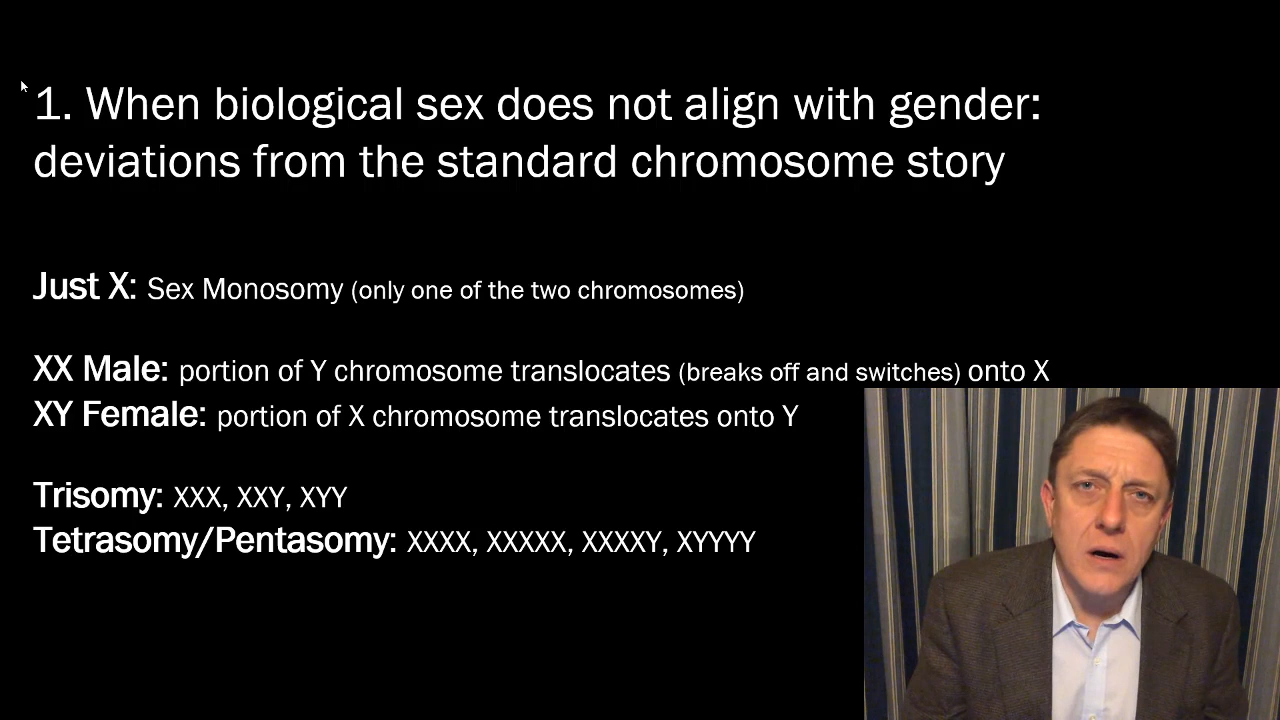 1. When biological sex does not align with gender:
deviations from the standard chromosome story
Just X: Sex Monosomy (only one of the two chromosomes)
XX Male: portion of Y chromosome translocates (breaks off and switches) onto X
XY Female: portion of X chromosome translocates onto Y
Trisomy: XXX, XXY, XYY
Tetrasomy/Pentasomy: XXXX, XXXXX, XXXXY, XYYYY